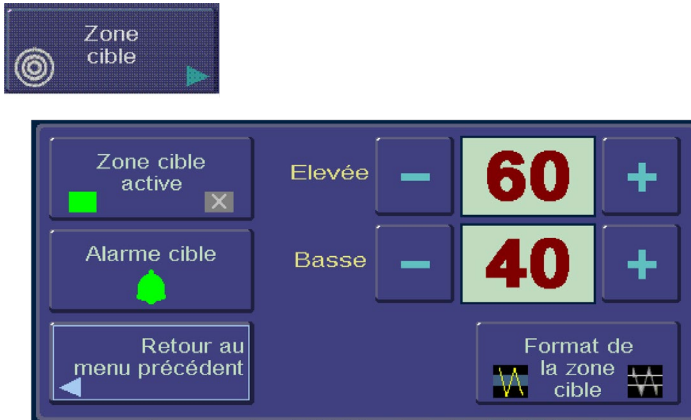 Zone
cible
Zone cible
active
Elevée
−
60
+
Alarme cible
Basse
−
40
+
Retour au
menu précédent
Format de
la zone
cible